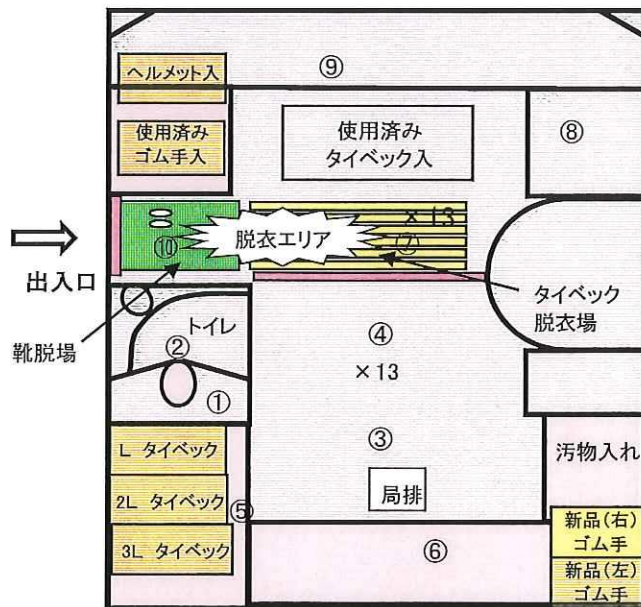 ⑨
ヘルメット入
使用済み
ゴム手入
使用済み
タイベック入
⑧
×13
⑩
脱衣エリア
⑦
出入口
タイベック
脱衣場
靴脱場
トイレ
②
④
×13
①
③
L タイベック
2L タイベック
3L タイベック
⑤
局排
⑥
汚物入れ
新品(右)
ゴム手
新品(左)
ゴム手